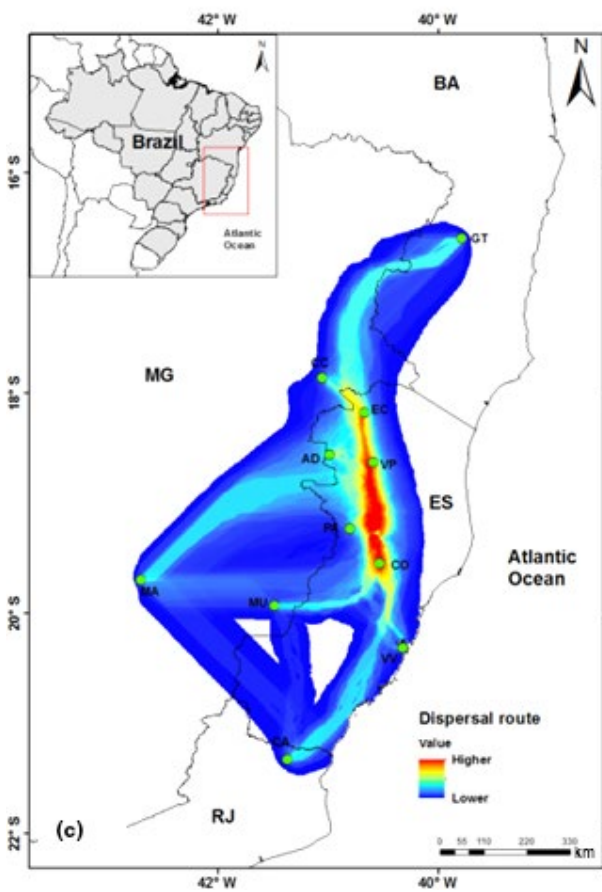 42° W
40° W
N
N
BA
Brazil
16° S
Atlantic
Ocean
GT
MG
CC
18° S
EC
AD
VP
ES
PA
Atlantic
Ocean
CO
MA
MU
20° S
VV
Dispersal route
CA
Value
Higher
Lower
(c)
RJ
22° S
0 55 110 220 330
km
42° W
40° W